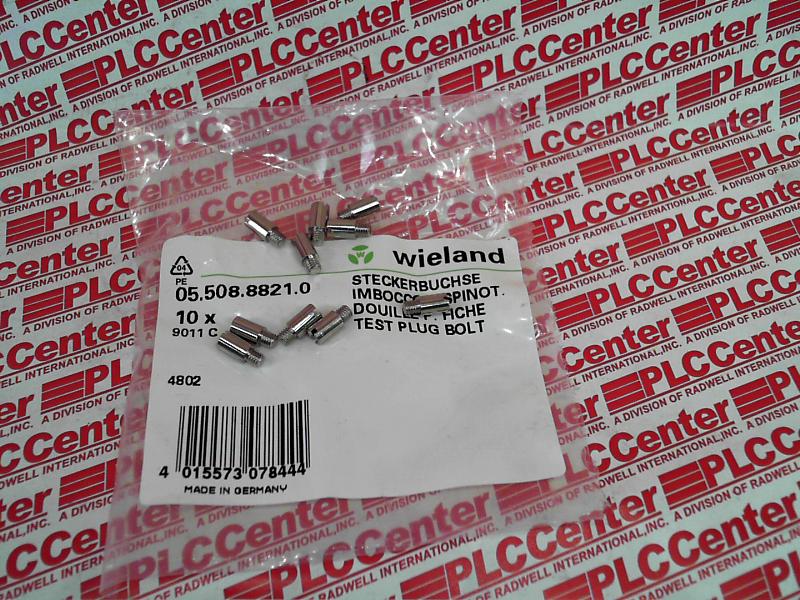 PLCCenter
A DIVISION OF RADWELL INTERNATIONAL, INC.
wieland
04
PE
05.508.8821.0
10 x
9011 C
STECKERBUCHSE
TEST PLUG BOLT
4802
4 015573 078444
MADE IN GERMANY